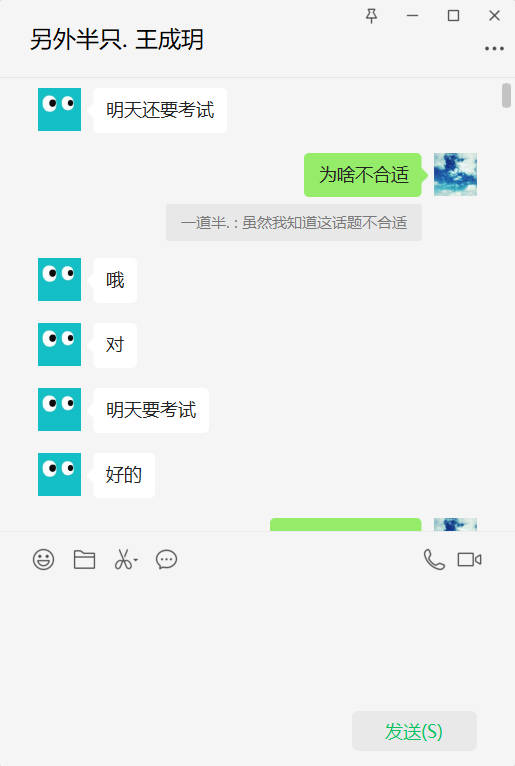 另外半只. 王成玥
明天还要考试
为啥不合适
一道半. : 虽然我知道这话题不合适
哦
对
明天要考试
好的
发送(S)